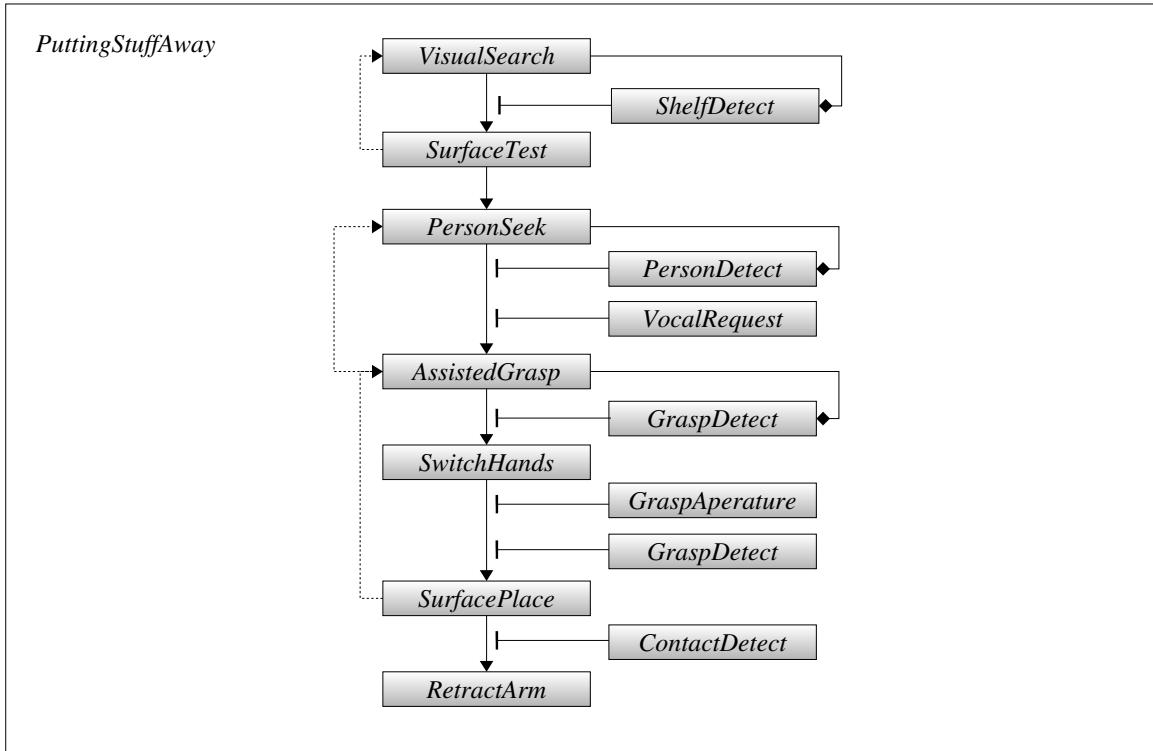 PuttingStuffAway
VisualSearch
ShelfDetect
SurfaceTest
PersonSeek
PersonDetect
VocalRequest
AssistedGrasp
GraspDetect
SwitchHands
GraspAperature
GraspDetect
SurfacePlace
ContactDetect
RetractArm